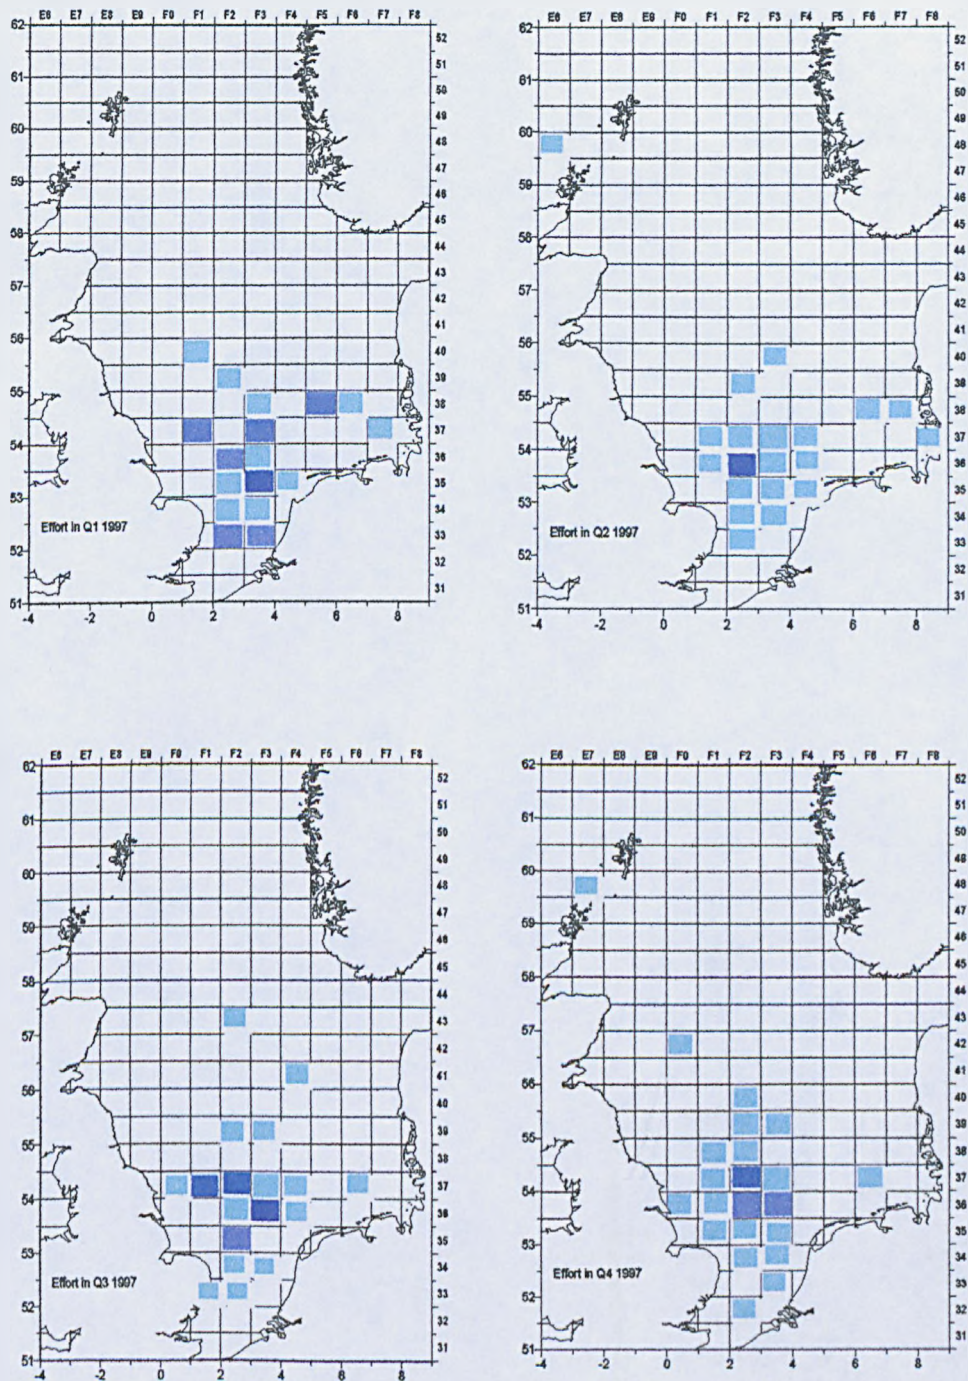 E6 E7 E8 E9 F0 F1 F2 F3 F4 F5 F6 F7 F8
62 61 60 59 58 57 56 55 54 53 52 51
52 51 50 49 48 47 46 45 44 43 42 41 40 39 38 37 36 35 34 33 32 31
Effort in Q1 1997
-4 -2 0 2 4 6 8
E6 E7 E8 E9 F0 F1 F2 F3 F4 F5 F6 F7 F8
62 61 60 59 58 57 56 55 54 53 52 51
52 51 50 49 48 47 46 45 44 43 42 41 40 39 38 37 36 35 34 33 32 31
Effort in Q2 1997
-4 -2 0 2 4 6 8
E6 E7 E8 E9 F0 F1 F2 F3 F4 F5 F6 F7 F8
62 61 60 59 58 57 56 55 54 53 52 51
52 51 50 49 48 47 46 45 44 43 42 41 40 39 38 37 36 35 34 33 32 31
Effort in Q3 1997
-4 -2 0 2 4 6 8
E6 E7 E8 E9 F0 F1 F2 F3 F4 F5 F6 F7 F8
62 61 60 59 58 57 56 55 54 53 52 51
52 51 50 49 48 47 46 45 44 43 42 41 40 39 38 37 36 35 34 33 32 31
Effort in Q4 1997
-4 -2 0 2 4 6 8